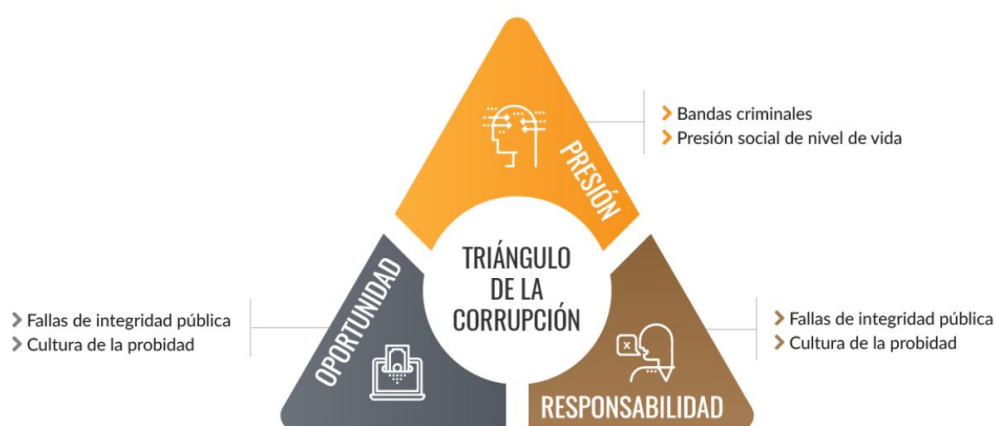 PRESIÓN
Bandas criminales
Presión social de nivel de vida
TRIÁNGULO
DE LA
CORRUPCIÓN
OPORTUNIDAD
Fallas de integridad pública
Cultura de la probidad
x
RESPONSABILIDAD
Fallas de integridad pública
Cultura de la probidad